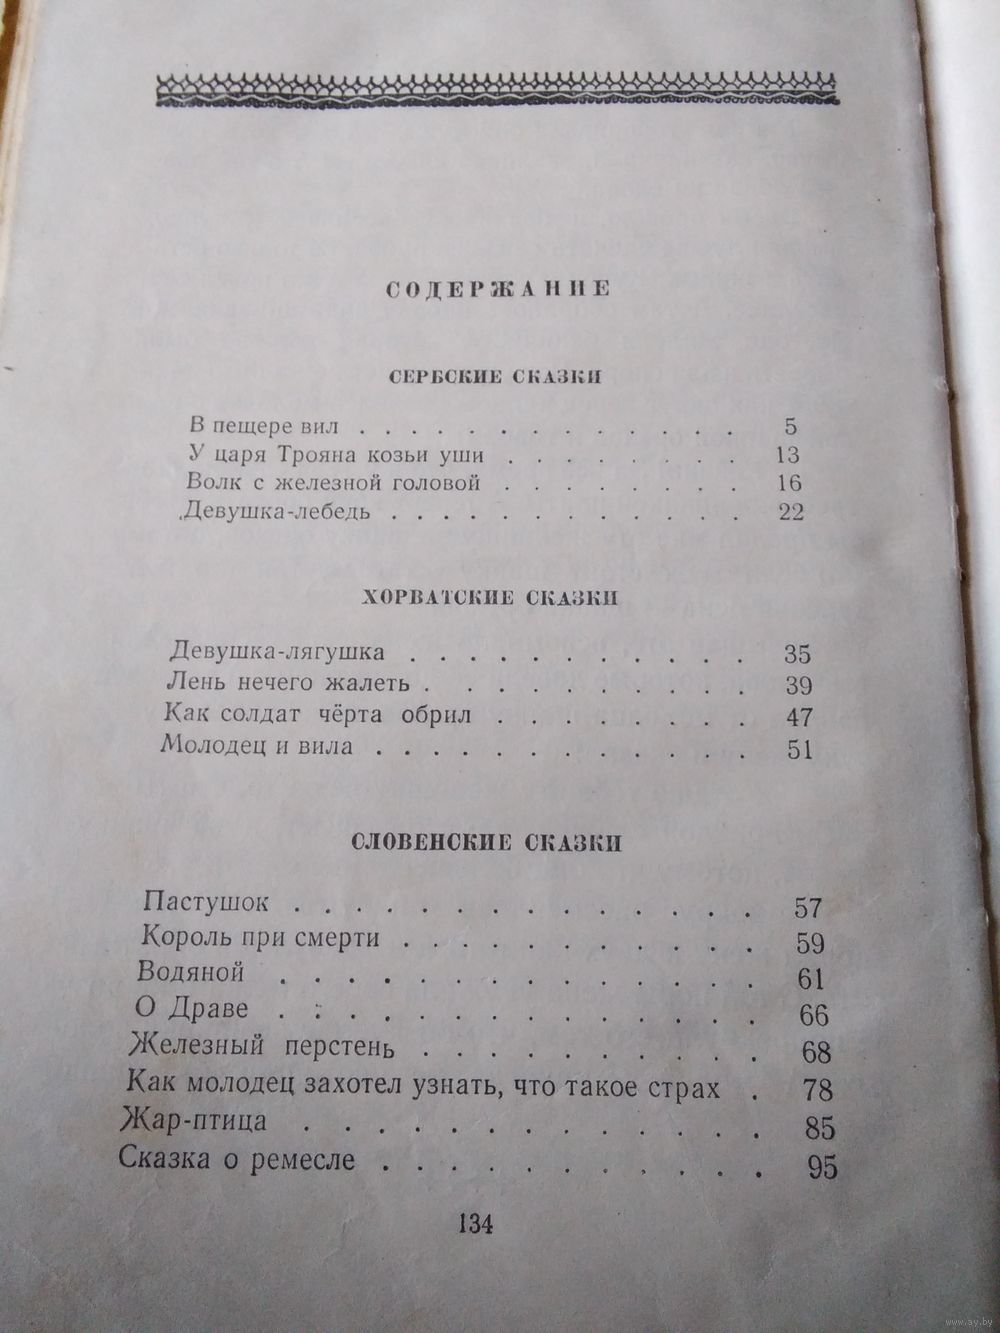 СОДЕРЖАНИЕ
СЕРБСКИЕ СКАЗКИ
В пещере вил . . . . . . . . . . . . . . 5
У царя Трояна козьи уши . . . . . . . . 13
Волк с железной головой . . . . . . . . 16
Девушка-лебедь . . . . . . . . . . . . . 22
ХОРВАТСКИЕ СКАЗКИ
Девушка-лягушка . . . . . . . . . . . . 35
Лень нечего жалеть . . . . . . . . . . . 39
Как солдат чёрта обрил . . . . . . . . . 47
Молодец и вила . . . . . . . . . . . . . 51
СЛОВЕНСКИЕ СКАЗКИ
Пастушок . . . . . . . . . . . . . . . 57
Король при смерти . . . . . . . . . . . 59
Водяной . . . . . . . . . . . . . . 61
О Драве . . . . . . . . . . . . . . 66
Железный перстень . . . . . . . . . . 68
Как молодец захотел узнать, что такое страх . 78
Жар-птица . . . . . . . . . . . . . 85
Сказка о ремесле . . . . . . . . . . . 95
134
www.ay.by